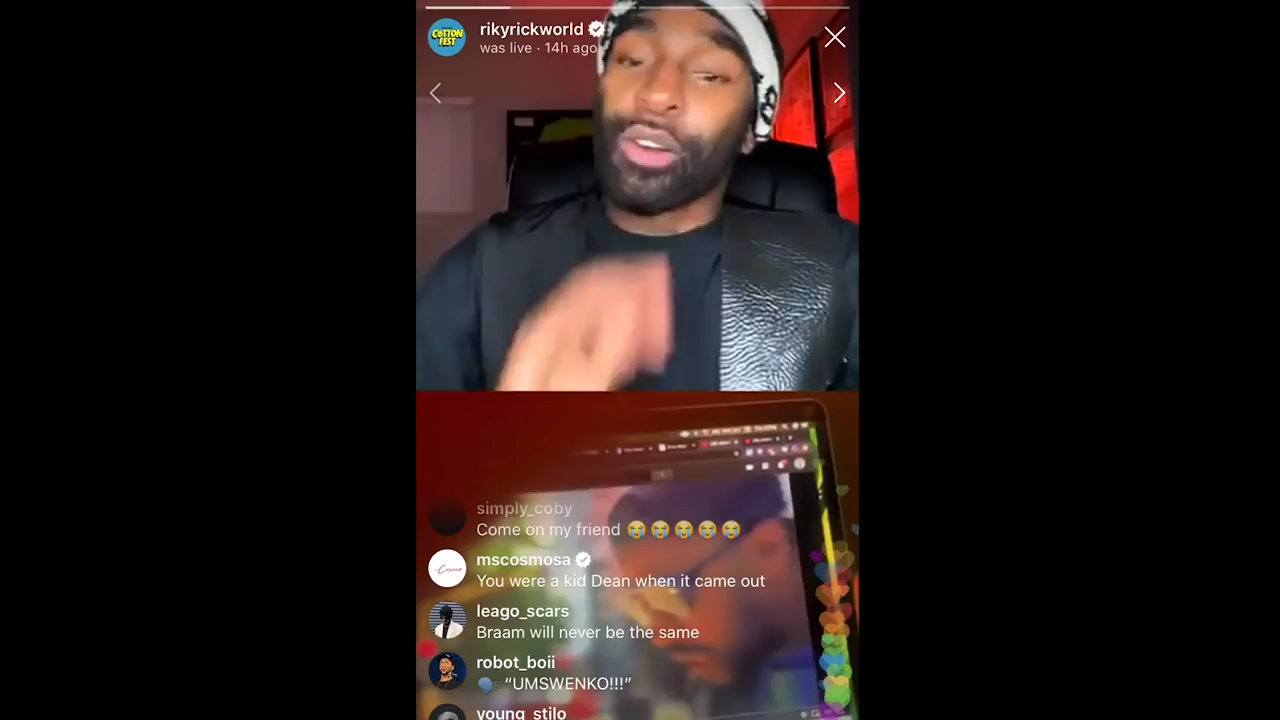 COTTON
FEST
rikyrickworld
was live · 14h ago
simply_coby
Come on my friend 😭😭😭😭😭
mscosmosa
You were a kid Dean when it came out
leago_scars
Braam will never be the same
robot_boii
🗣 “UMSWENKO!!!”
young_stilo